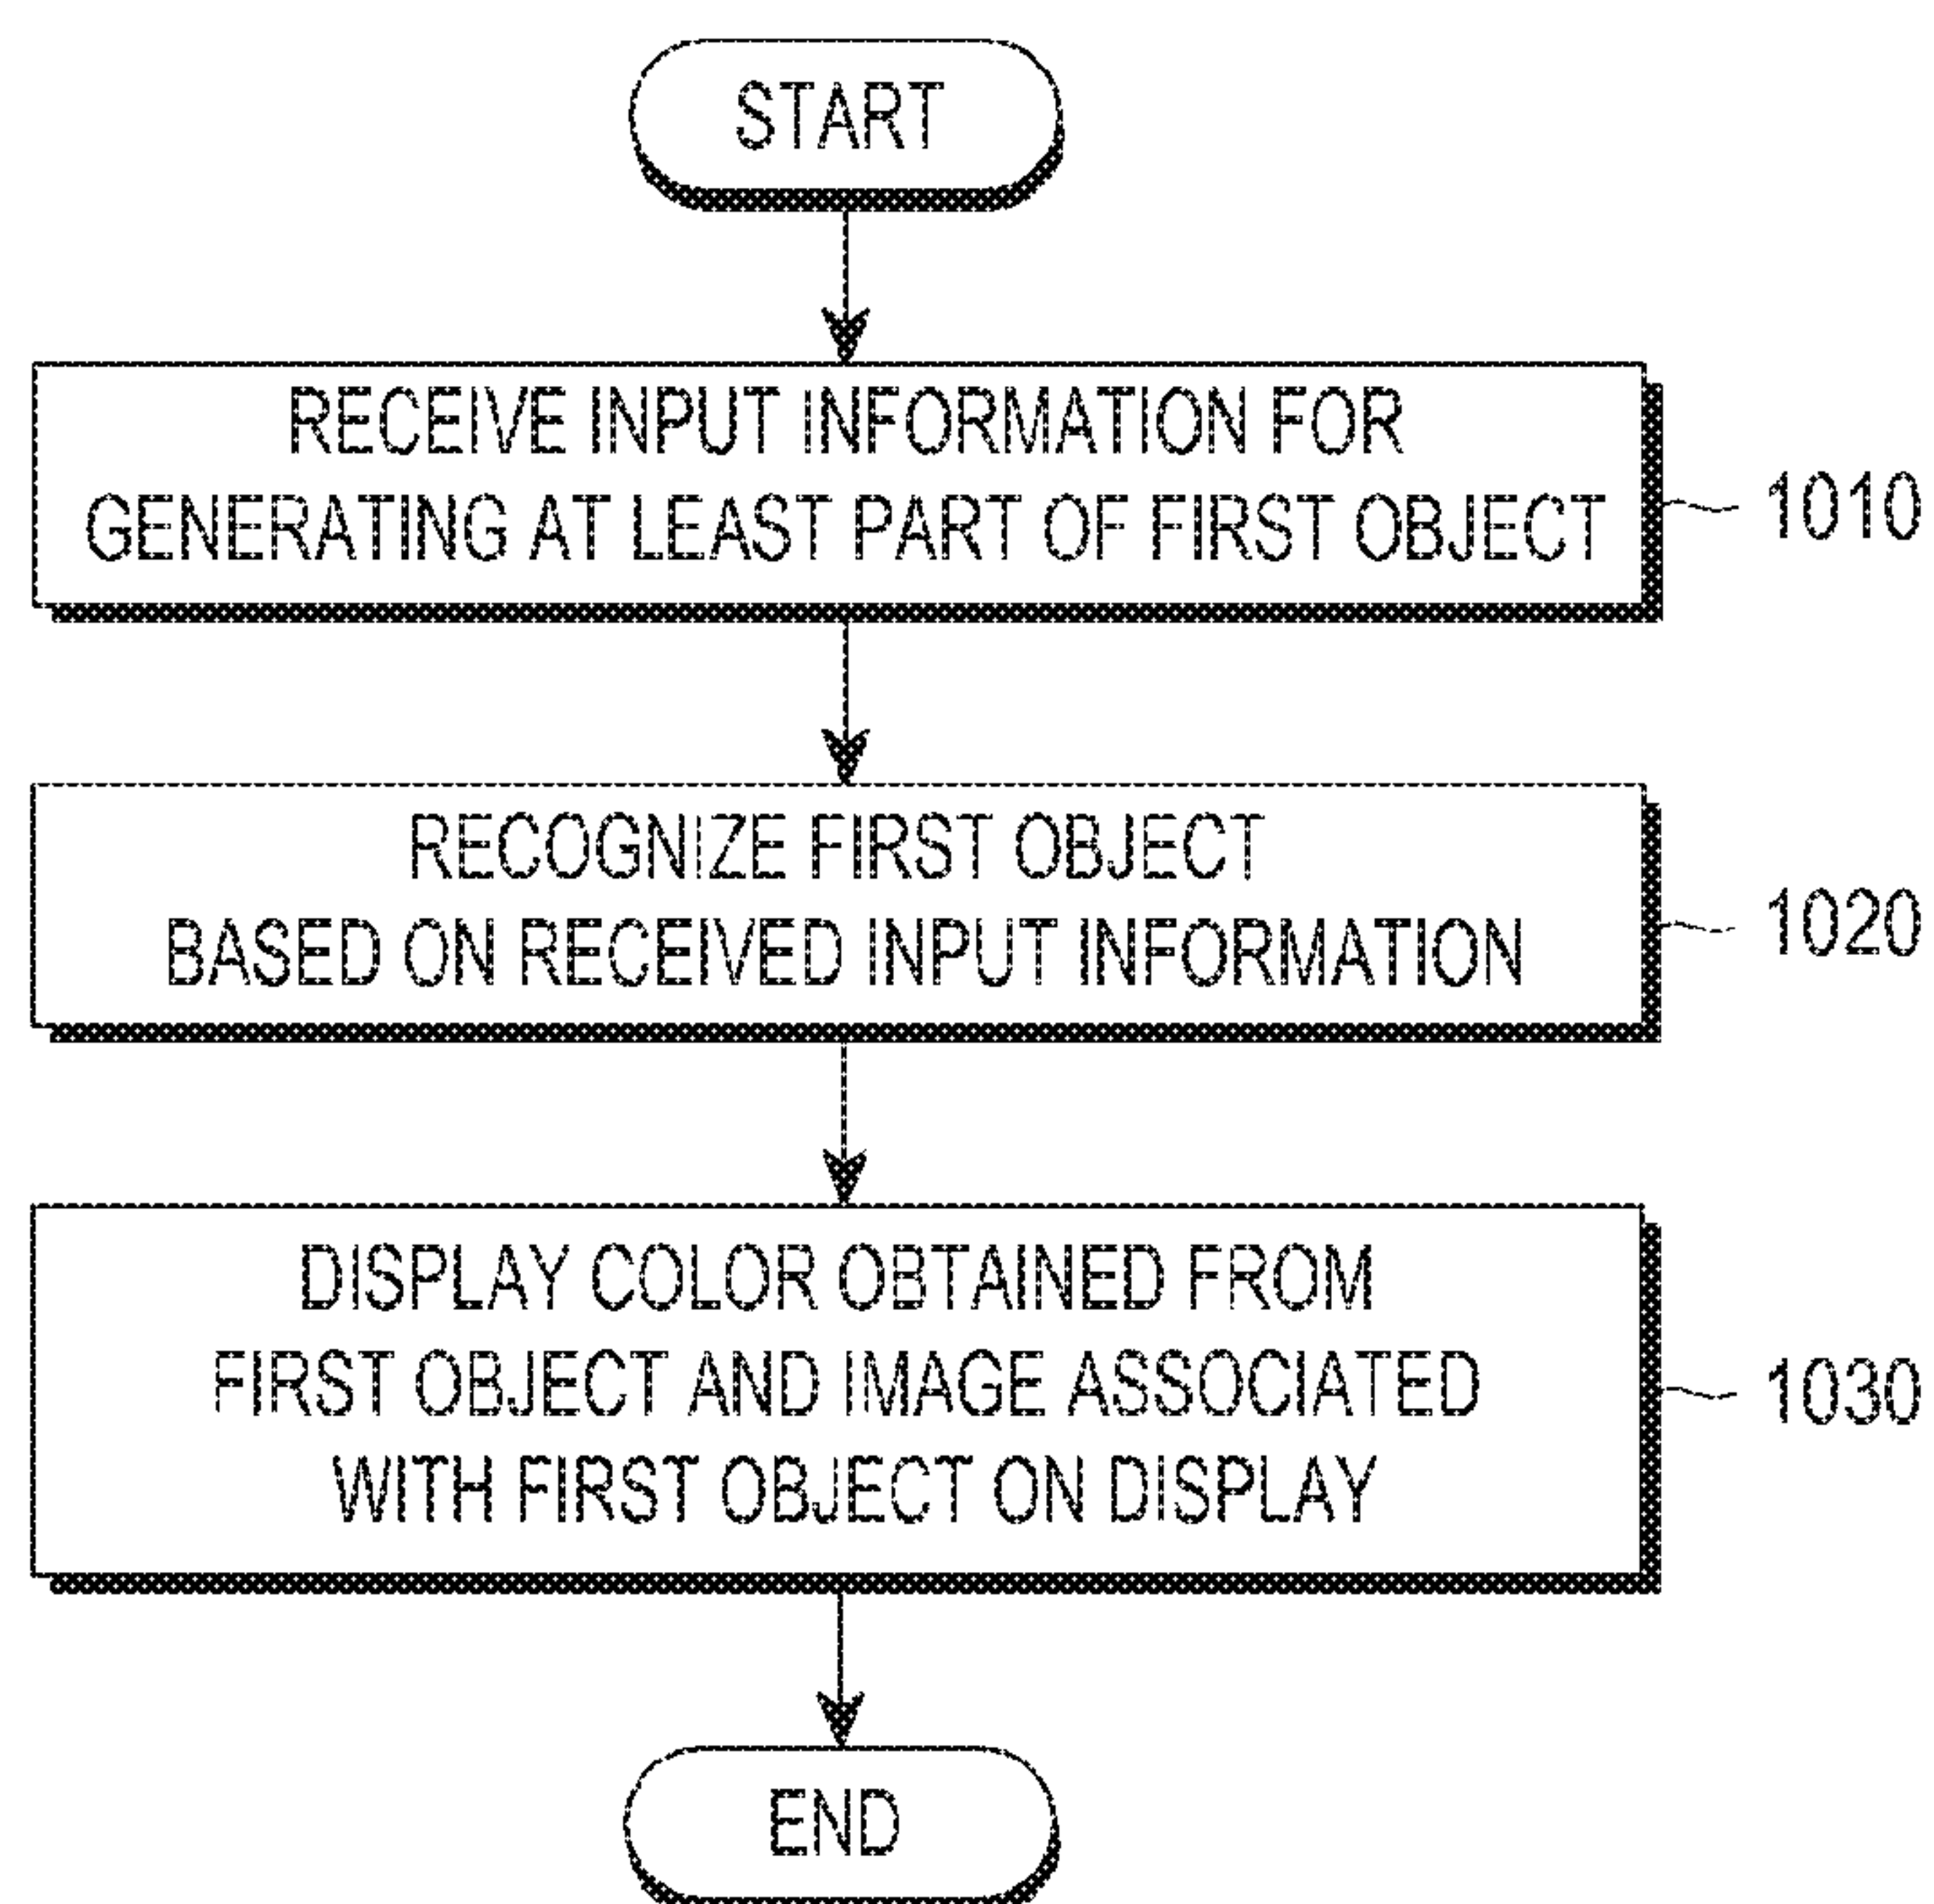 START
RECEIVE INPUT INFORMATION FOR
GENERATING AT LEAST PART OF FIRST OBJECT
1010
RECOGNIZE FIRST OBJECT
BASED ON RECEIVED INPUT INFORMATION
1020
DISPLAY COLOR OBTAINED FROM
FIRST OBJECT AND IMAGE ASSOCIATED
WITH FIRST OBJECT ON DISPLAY
1030
END